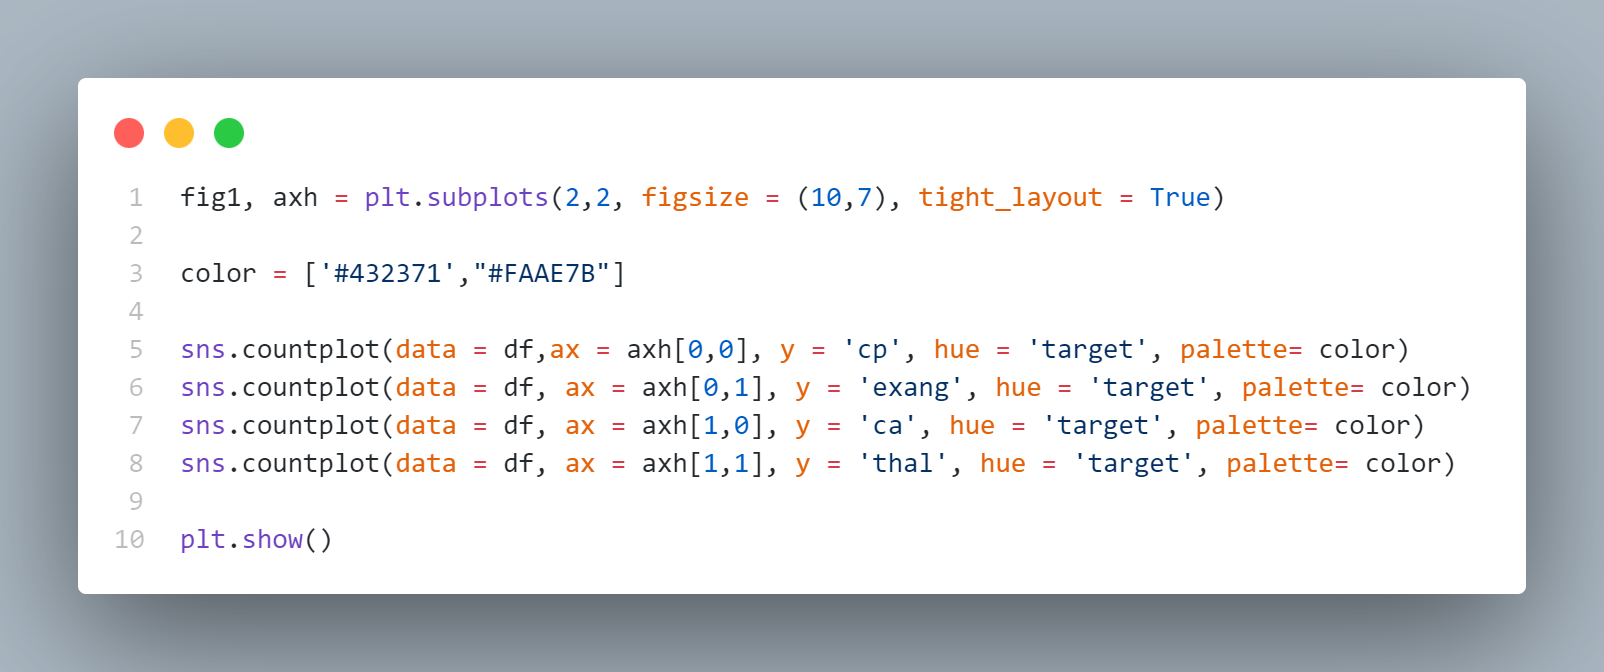 1 fig1, axh = plt.subplots(2,2, figsize = (10,7), tight_layout = True)
2
3 color = ['#432371',"#FAAE7B"]
4
5 sns.countplot(data = df,ax = axh[0,0], y = 'cp', hue = 'target', palette= color)
6 sns.countplot(data = df, ax = axh[0,1], y = 'exang', hue = 'target', palette= color)
7 sns.countplot(data = df, ax = axh[1,0], y = 'ca', hue = 'target', palette= color)
8 sns.countplot(data = df, ax = axh[1,1], y = 'thal', hue = 'target', palette= color)
9
10 plt.show()